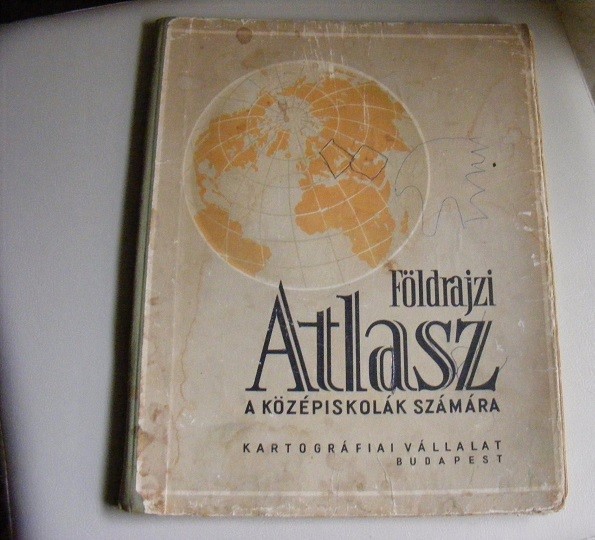 Földrajzi
Atlasz
A KÖZÉPISKOLÁK SZÁMÁRA
KARTOGRÁFIAI VÁLLALAT
BUDAPEST